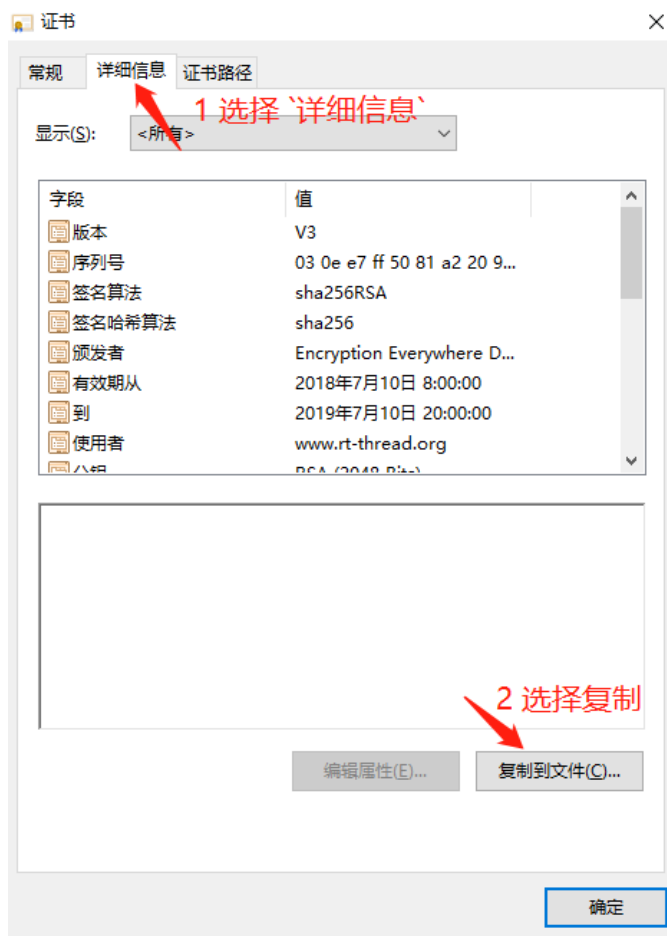 证书
常规 详细信息 证书路径
1 选择 `详细信息`
显示(S): <所有>
字段 值
版本 V3
序列号 03 0e e7 ff 50 81 a2 20 9...
签名算法 sha256RSA
签名哈希算法 sha256
颁发者 Encryption Everywhere D...
有效期从 2018年7月10日 8:00:00
到 2019年7月10日 20:00:00
使用者 www.rt-thread.org
公钥 RSA (2048 Bits)
2 选择复制
编辑属性(E)... 复制到文件(C)...
确定